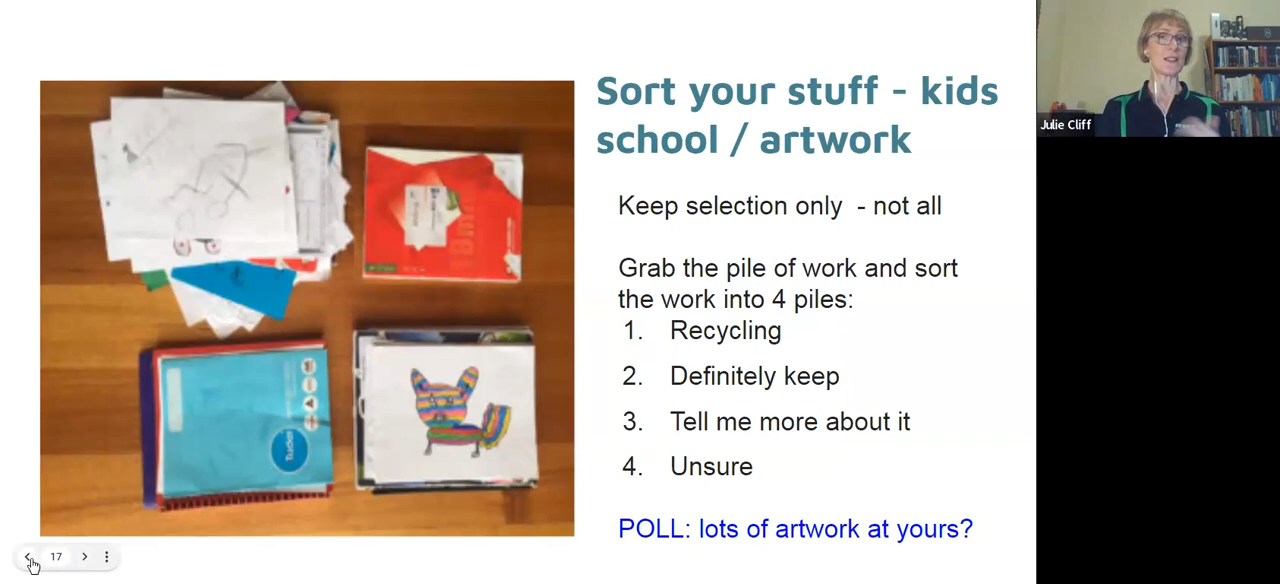 Sort your stuff - kids
school / artwork
Keep selection only - not all
Grab the pile of work and sort
the work into 4 piles:
1. Recycling
2. Definitely keep
3. Tell me more about it
4. Unsure
POLL: lots of artwork at yours?
Julie Cliff
Tudor
17